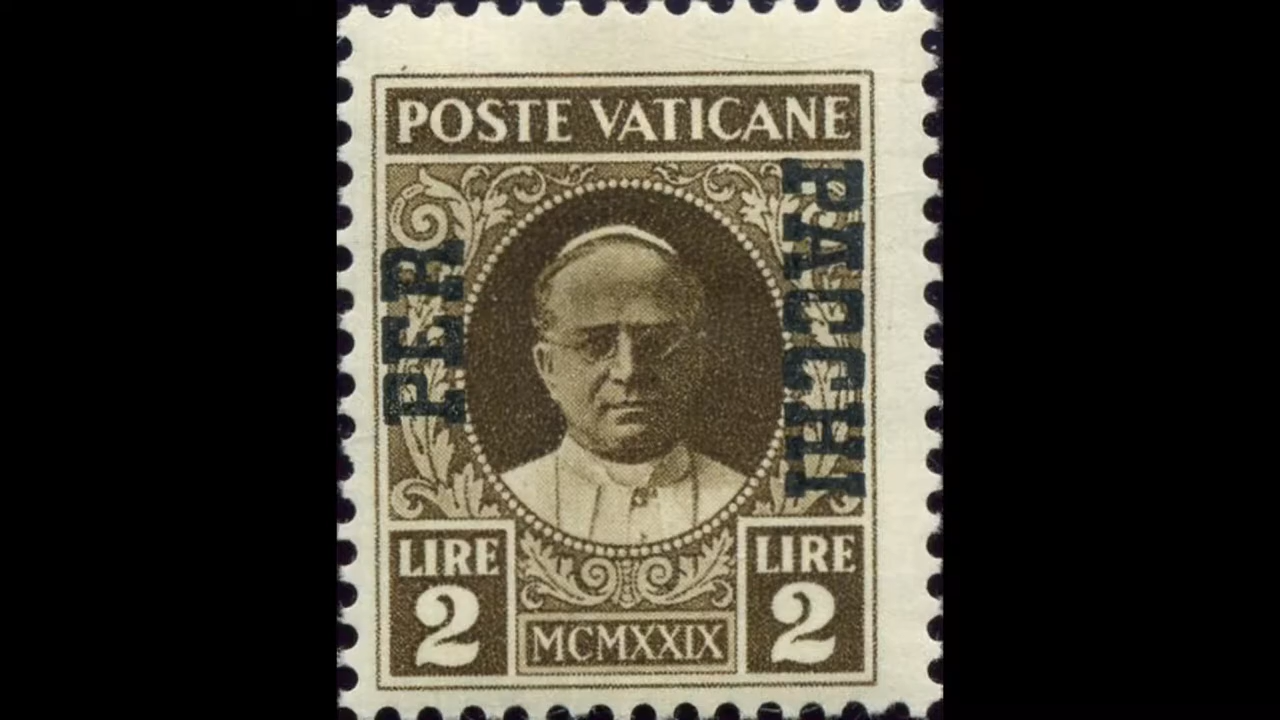 POSTE VATICANE
PER
PACCHI
LIRE
2
MCMXXIX
LIRE
2